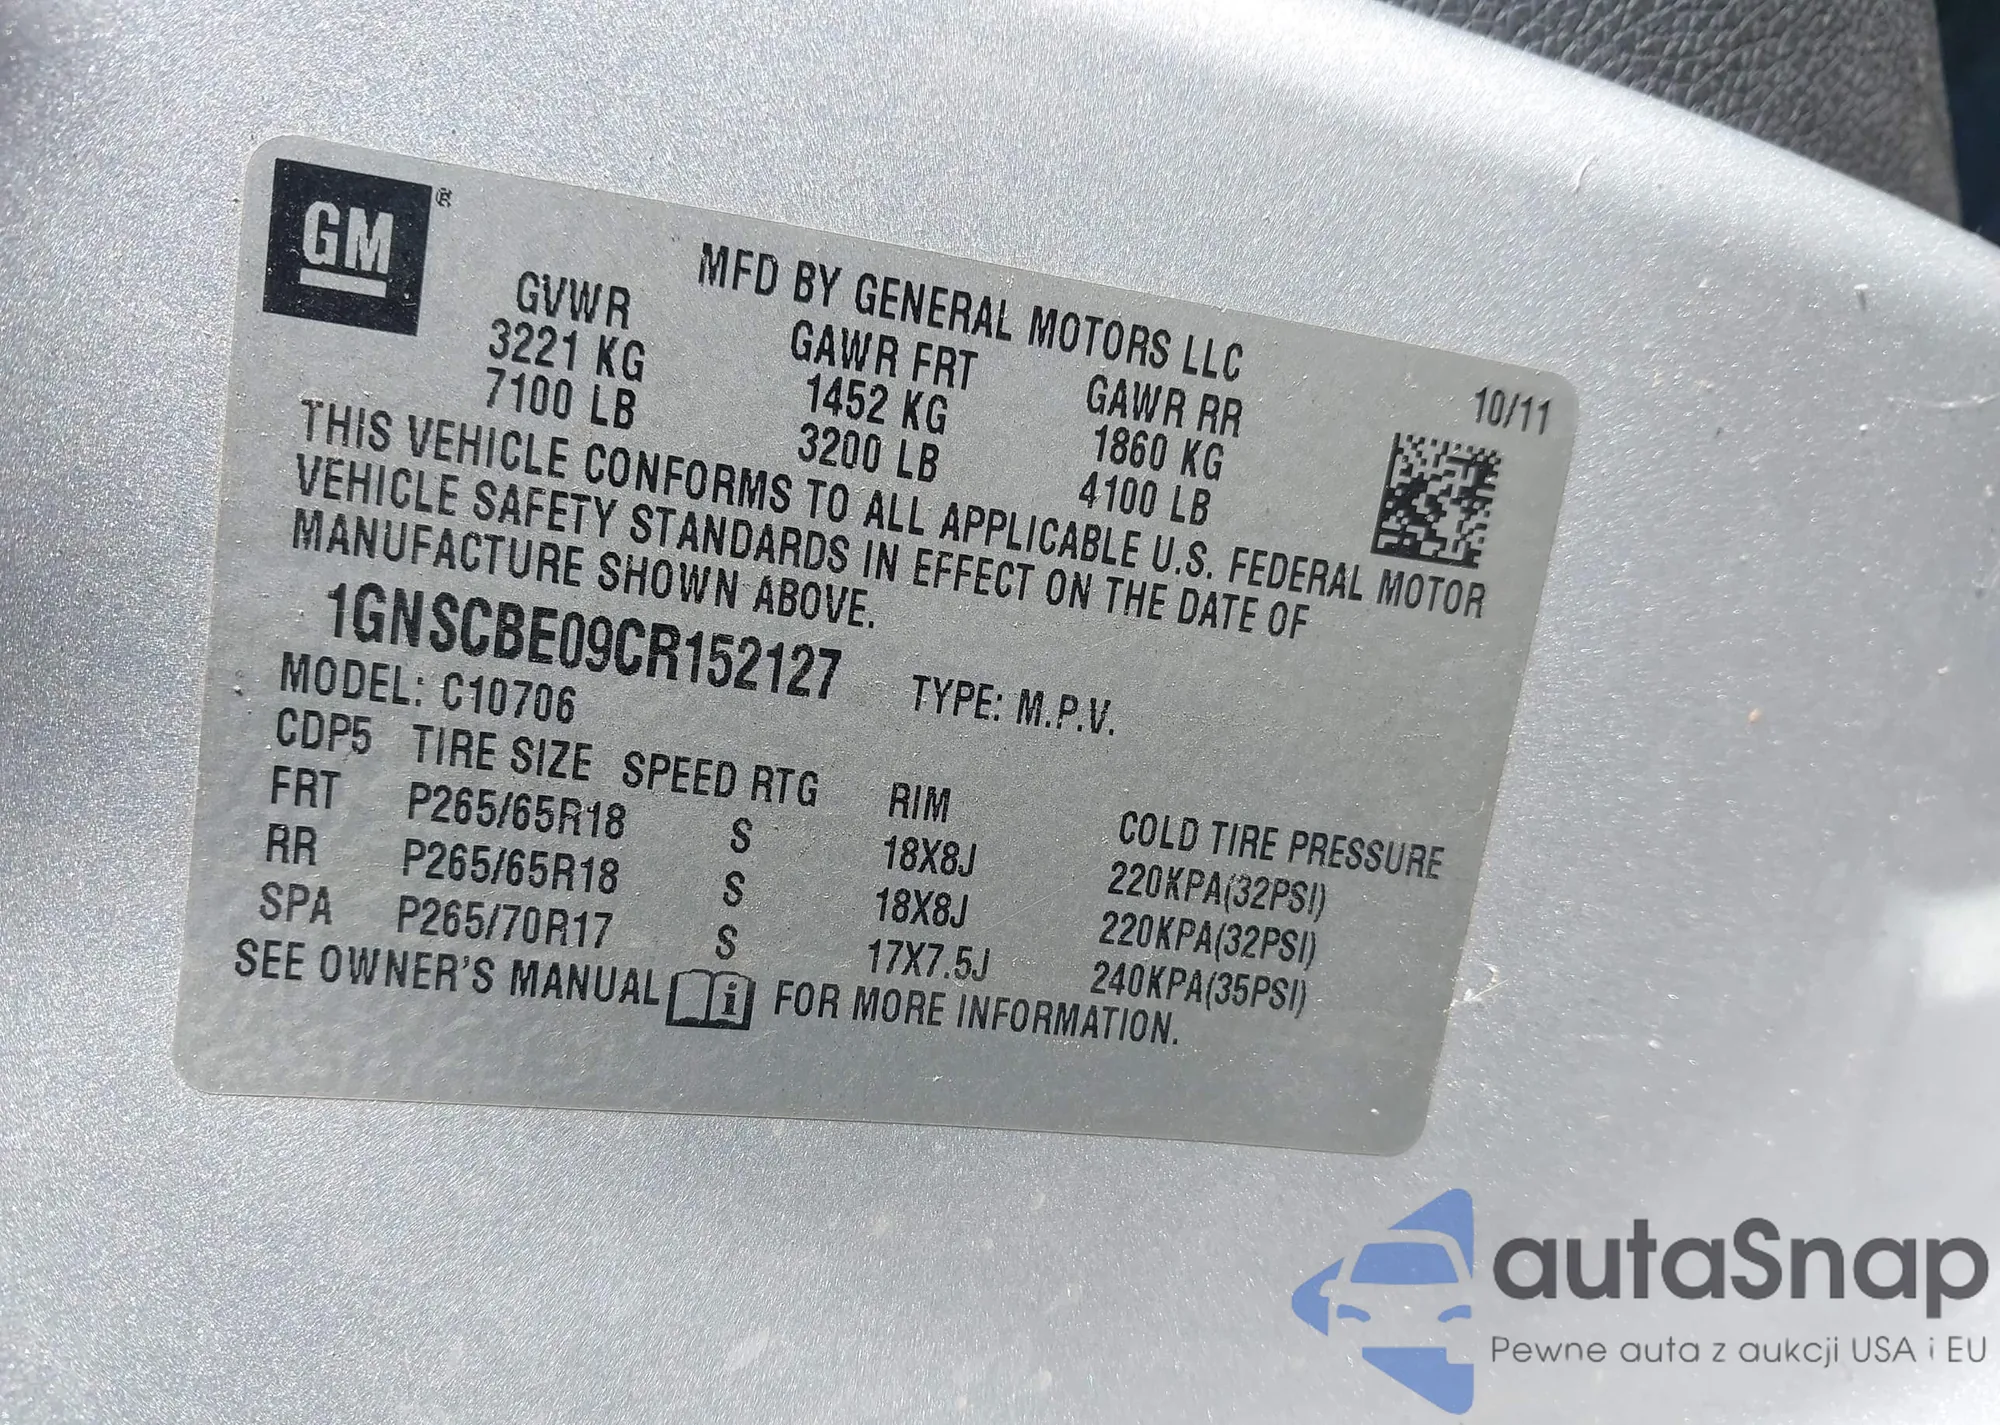 GM ®
MFD BY GENERAL MOTORS LLC
GVWR GAWR FRT GAWR RR 10/11
3221 KG 1452 KG 1860 KG
7100 LB 3200 LB 4100 LB
THIS VEHICLE CONFORMS TO ALL APPLICABLE U.S. FEDERAL MOTOR
VEHICLE SAFETY STANDARDS IN EFFECT ON THE DATE OF
MANUFACTURE SHOWN ABOVE.
1GNSCBE09CR152127 TYPE: M.P.V.
MODEL: C10706
CDP5 TIRE SIZE SPEED RTG RIM COLD TIRE PRESSURE
FRT P265/65R18 S 18X8J 220KPA(32PSI)
RR P265/65R18 S 18X8J 220KPA(32PSI)
SPA P265/70R17 S 17X7.5J 240KPA(35PSI)
SEE OWNER'S MANUAL i FOR MORE INFORMATION.
autaSnap
Pewne auta z aukcji USA i EU